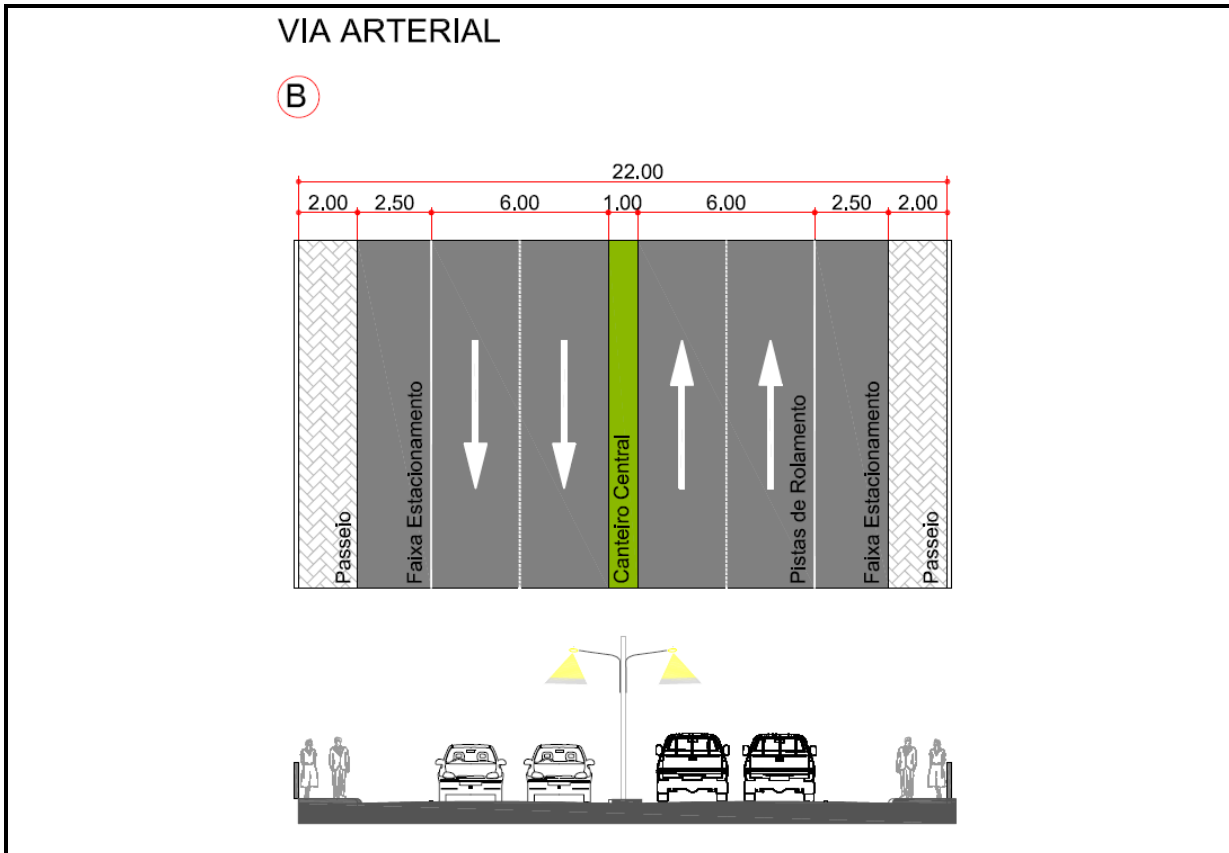 VIA ARTERIAL
B
22.00
2.00 2.50 6.00 1.00 6.00 2.50 2.00
Passeio
Faixa Estacionamento
Canteiro Central
Pistas de Rolamento
Faixa Estacionamento
Passeio